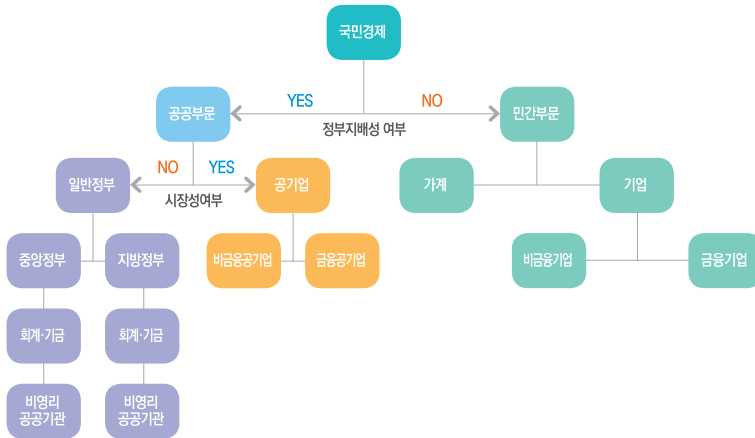 국민경제
공공부문
YES
NO
민간부문
정부지배성 여부
일반정부
NO
YES
공기업
가계
기업
시장성여부
중앙정부
지방정부
비금융공기업
금융공기업
비금융기업
금융기업
회계·기금
회계·기금
비영리
공공기관
비영리
공공기관